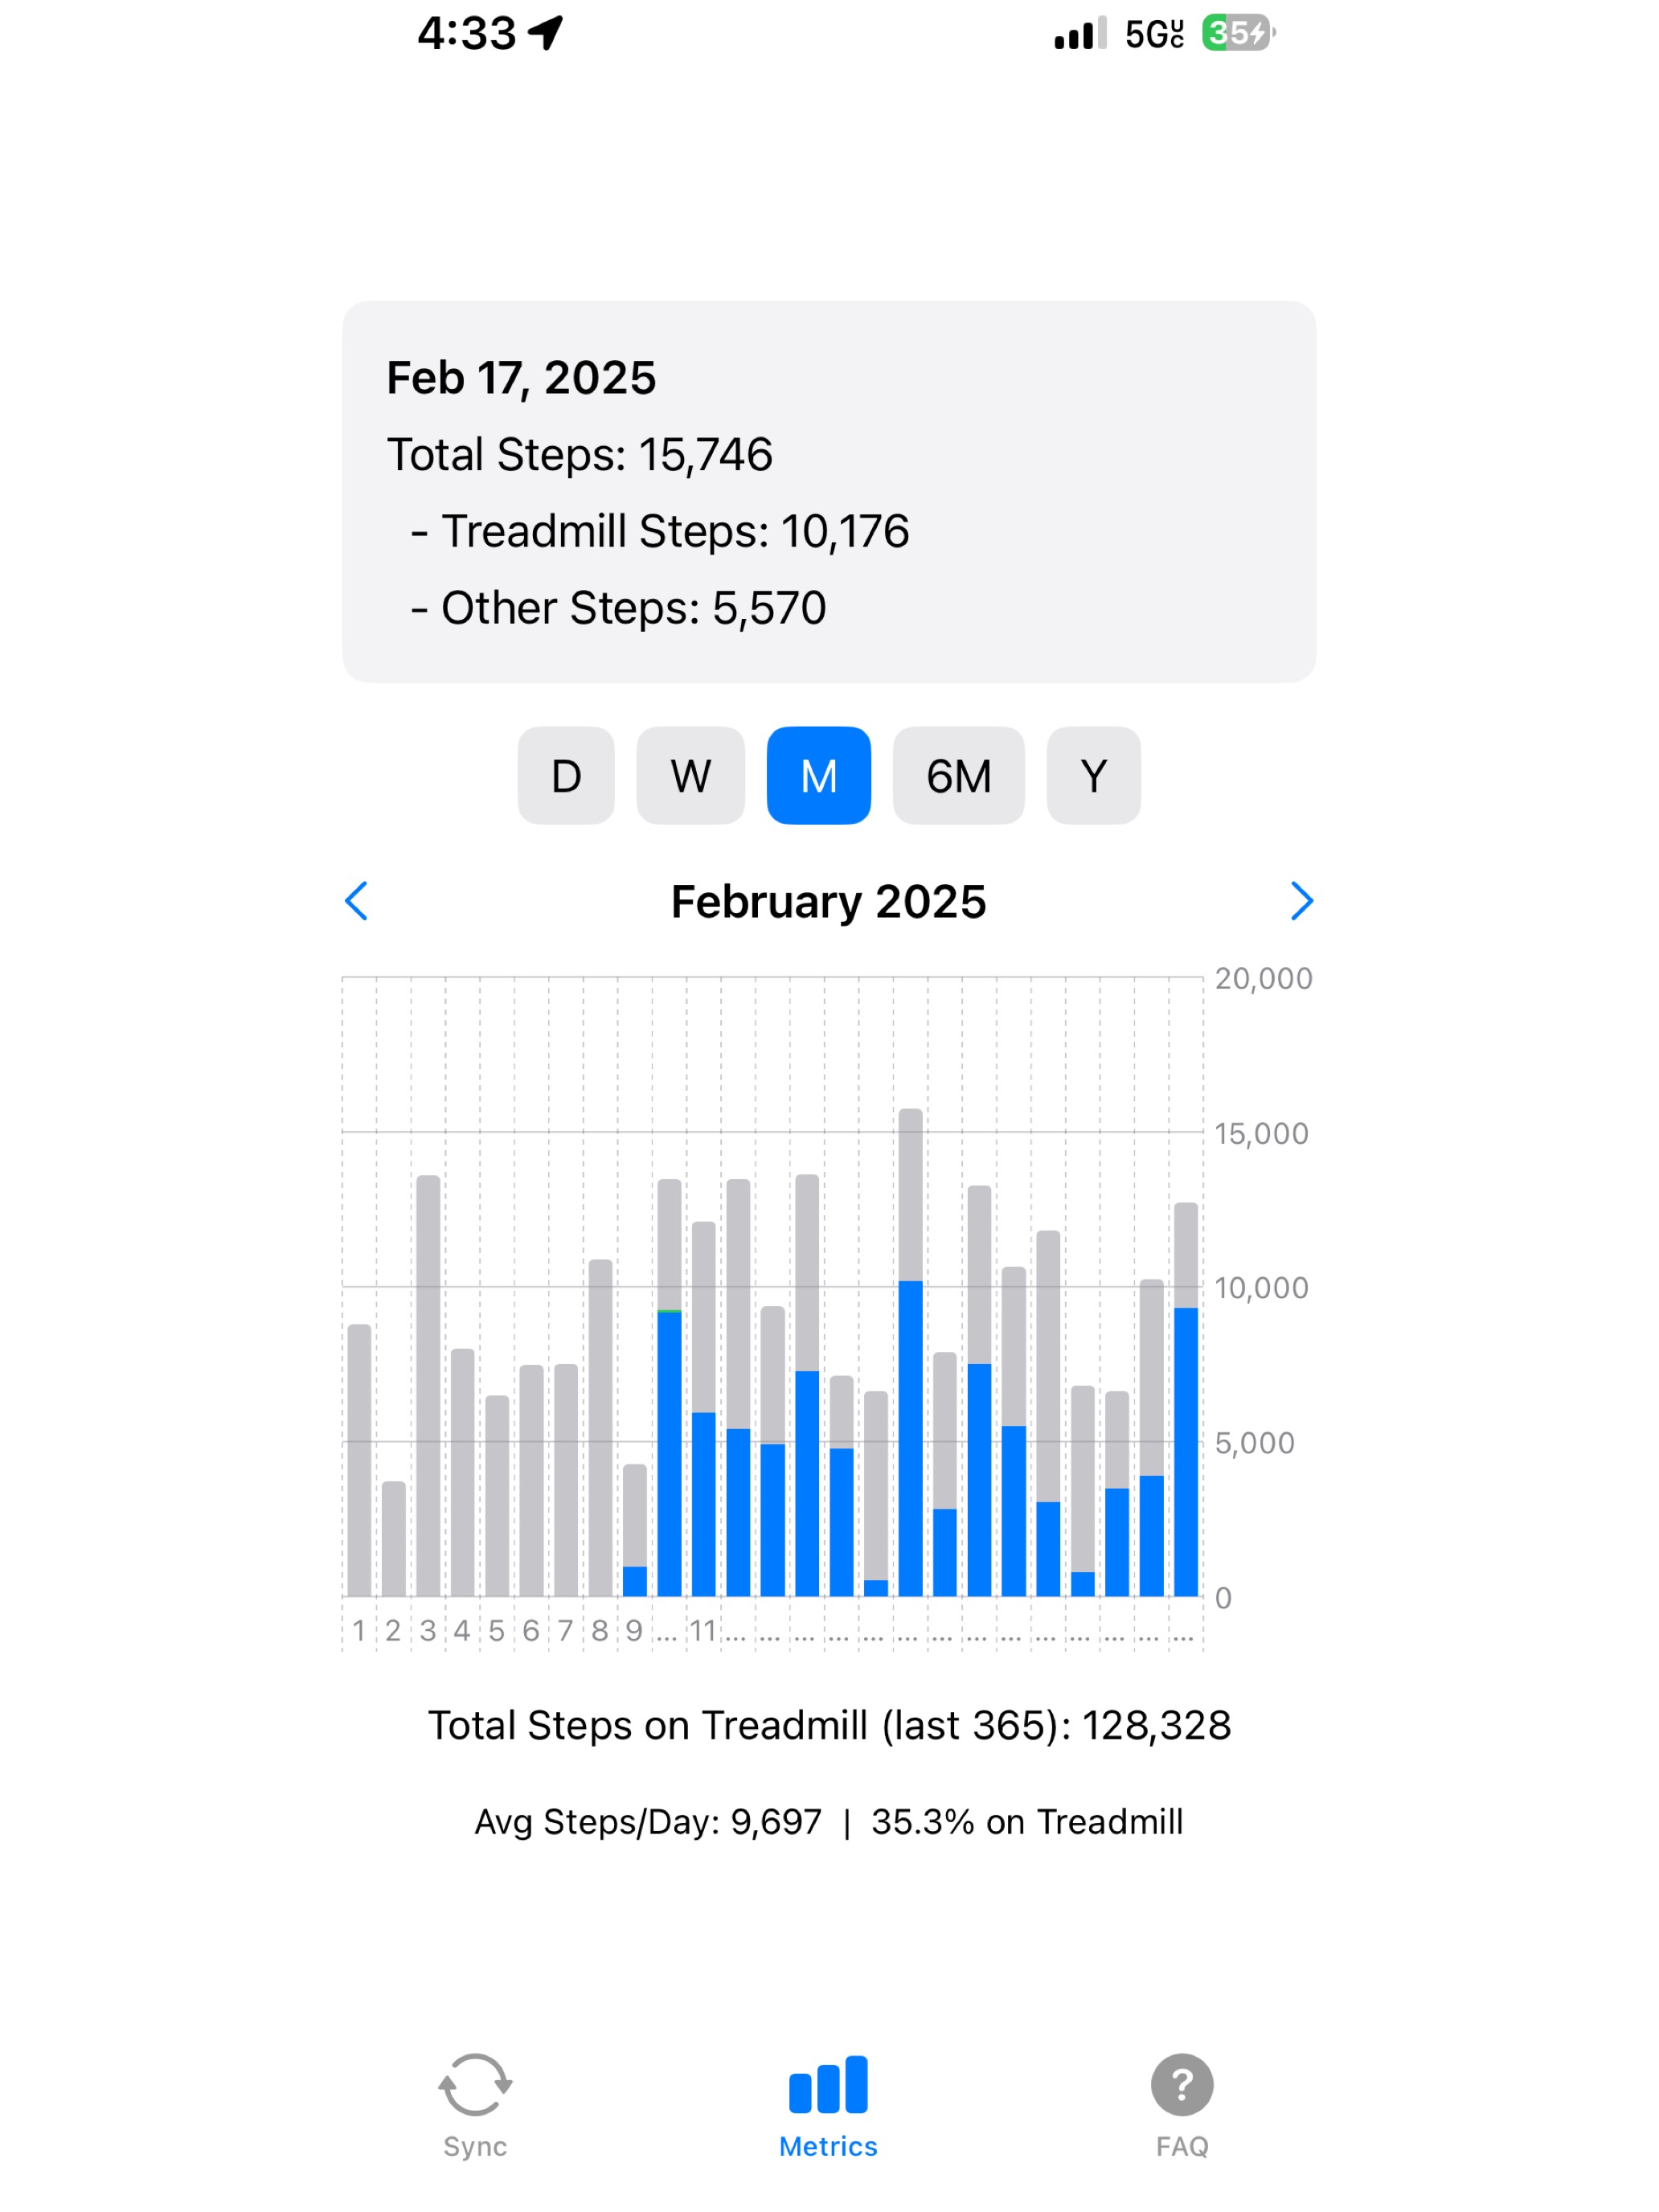 4:33 5GUC 35
Feb 17, 2025
Total Steps: 15,746
- Treadmill Steps: 10,176
- Other Steps: 5,570
D W M 6M Y
February 2025
20,000
15,000
10,000
5,000
0
1 2 3 4 5 6 7 8 9 ... 11 ... ... ... ... ... ... ... ... ... ... ... ... ... ...
Total Steps on Treadmill (last 365): 128,328
Avg Steps/Day: 9,697 | 35.3% on Treadmill
?
Sync Metrics FAQ